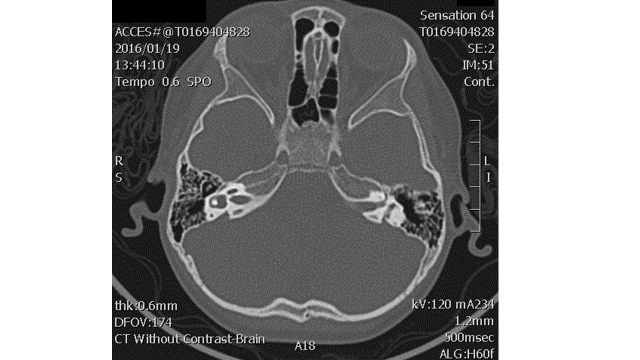 ACCES#@T0169404828
2016/01/19
13:44:10
Tempo 0.6 SPO
Sensation 64
T0169404828
SE:2
IM:51
Cont.
R
S
L
I
thk:0.6mm
DFOV:174
CT Without Contrast-Brain
A18
kV:120 mA234
1.2mm
500msec
ALG:H60f